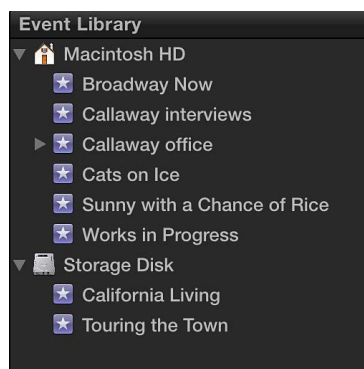 Event Library
Macintosh HD
Broadway Now
Callaway interviews
Callaway office
Cats on Ice
Sunny with a Chance of Rice
Works in Progress
Storage Disk
California Living
Touring the Town